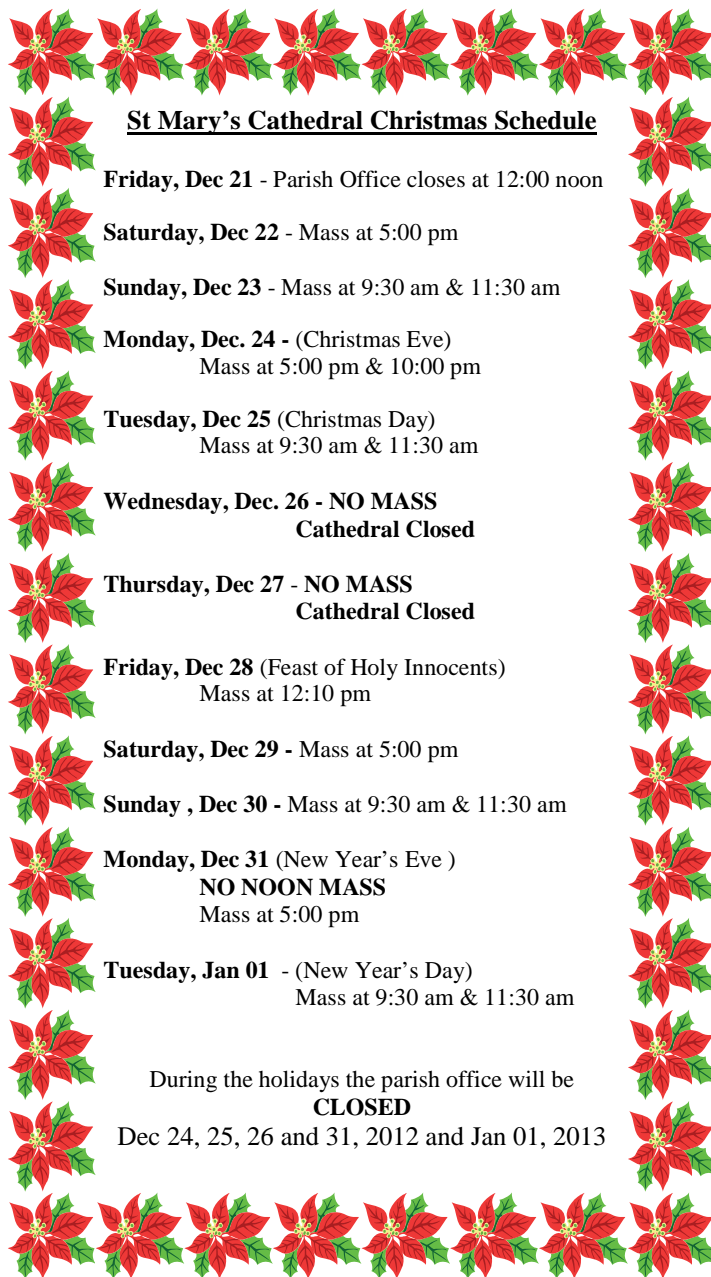 St Mary’s Cathedral Christmas Schedule
Friday, Dec 21 - Parish Office closes at 12:00 noon
Saturday, Dec 22 - Mass at 5:00 pm
Sunday, Dec 23 - Mass at 9:30 am & 11:30 am
Monday, Dec. 24 - (Christmas Eve)
Mass at 5:00 pm & 10:00 pm
Tuesday, Dec 25 (Christmas Day)
Mass at 9:30 am & 11:30 am
Wednesday, Dec. 26 - NO MASS
Cathedral Closed
Thursday, Dec 27 - NO MASS
Cathedral Closed
Friday, Dec 28 (Feast of Holy Innocents)
Mass at 12:10 pm
Saturday, Dec 29 - Mass at 5:00 pm
Sunday , Dec 30 - Mass at 9:30 am & 11:30 am
Monday, Dec 31 (New Year’s Eve )
NO NOON MASS
Mass at 5:00 pm
Tuesday, Jan 01 - (New Year’s Day)
Mass at 9:30 am & 11:30 am
During the holidays the parish office will be
CLOSED
Dec 24, 25, 26 and 31, 2012 and Jan 01, 2013